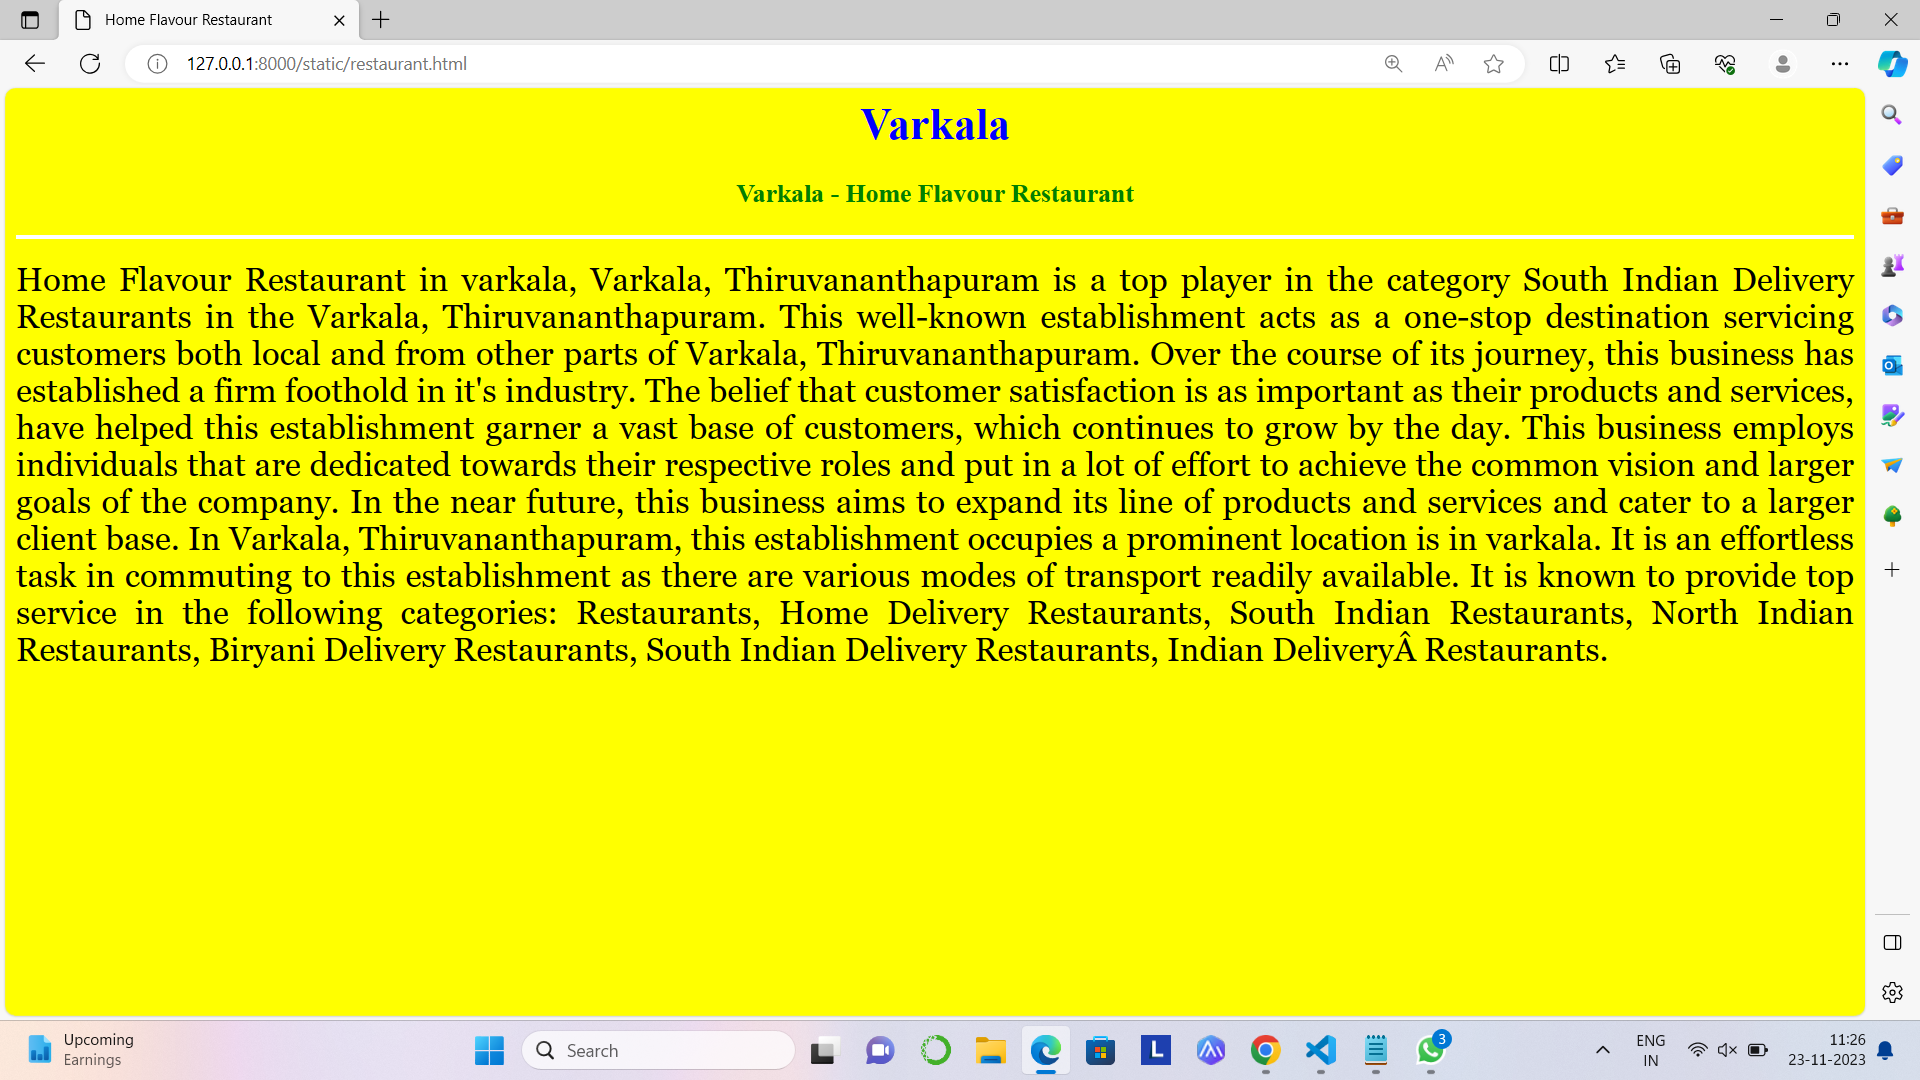 Home Flavour Restaurant
127.0.0.1:8000/static/restaurant.html
Varkala
Varkala - Home Flavour Restaurant
Home Flavour Restaurant in varkala, Varkala, Thiruvananthapuram is a top player in the category South Indian Delivery
Restaurants in the Varkala, Thiruvananthapuram. This well-known establishment acts as a one-stop destination servicing
customers both local and from other parts of Varkala, Thiruvananthapuram. Over the course of its journey, this business has
established a firm foothold in it's industry. The belief that customer satisfaction is as important as their products and services,
have helped this establishment garner a vast base of customers, which continues to grow by the day. This business employs
individuals that are dedicated towards their respective roles and put in a lot of effort to achieve the common vision and larger
goals of the company. In the near future, this business aims to expand its line of products and services and cater to a larger
client base. In Varkala, Thiruvananthapuram, this establishment occupies a prominent location is in varkala. It is an effortless
task in commuting to this establishment as there are various modes of transport readily available. It is known to provide top
service in the following categories: Restaurants, Home Delivery Restaurants, South Indian Restaurants, North Indian
Restaurants, Biryani Delivery Restaurants, South Indian Delivery Restaurants, Indian DeliveryÂ Restaurants.
Upcoming
Earnings
Search
L
3
ENG
IN
11:26
23-11-2023